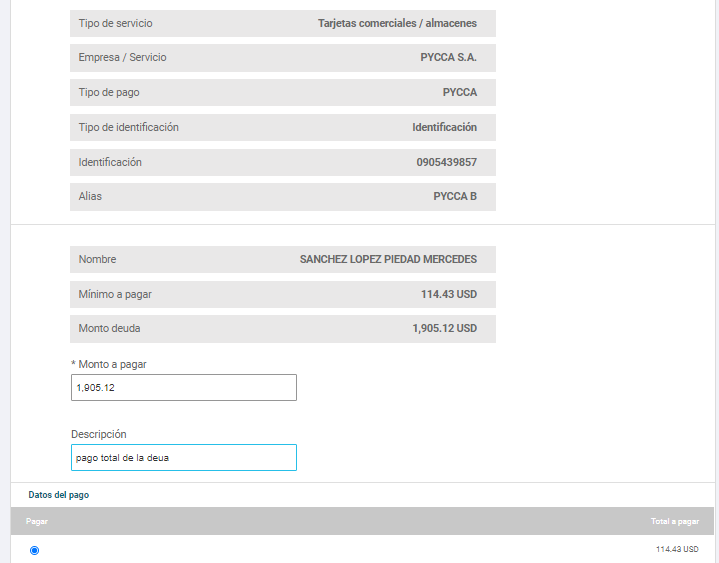 Tipo de servicio Tarjetas comerciales / almacenes
Empresa / Servicio PYCCA S.A.
Tipo de pago PYCCA
Tipo de identificación Identificación
Identificación 0905439857
Alias PYCCA B
Nombre SANCHEZ LOPEZ PIEDAD MERCEDES
Mínimo a pagar 114.43 USD
Monto deuda 1,905.12 USD
* Monto a pagar
1,905.12
Descripción
pago total de la deua
Datos del pago
Pagar Total a pagar
114.43 USD